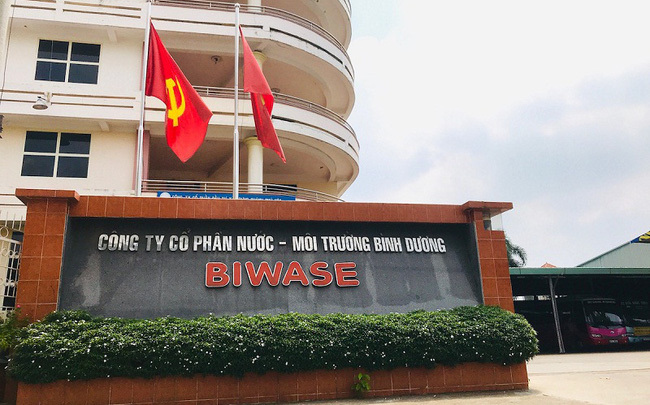 CÔNG TY CỔ PHẦN NƯỚC - MÔI TRƯỜNG BÌNH DƯƠNG
BIWASE